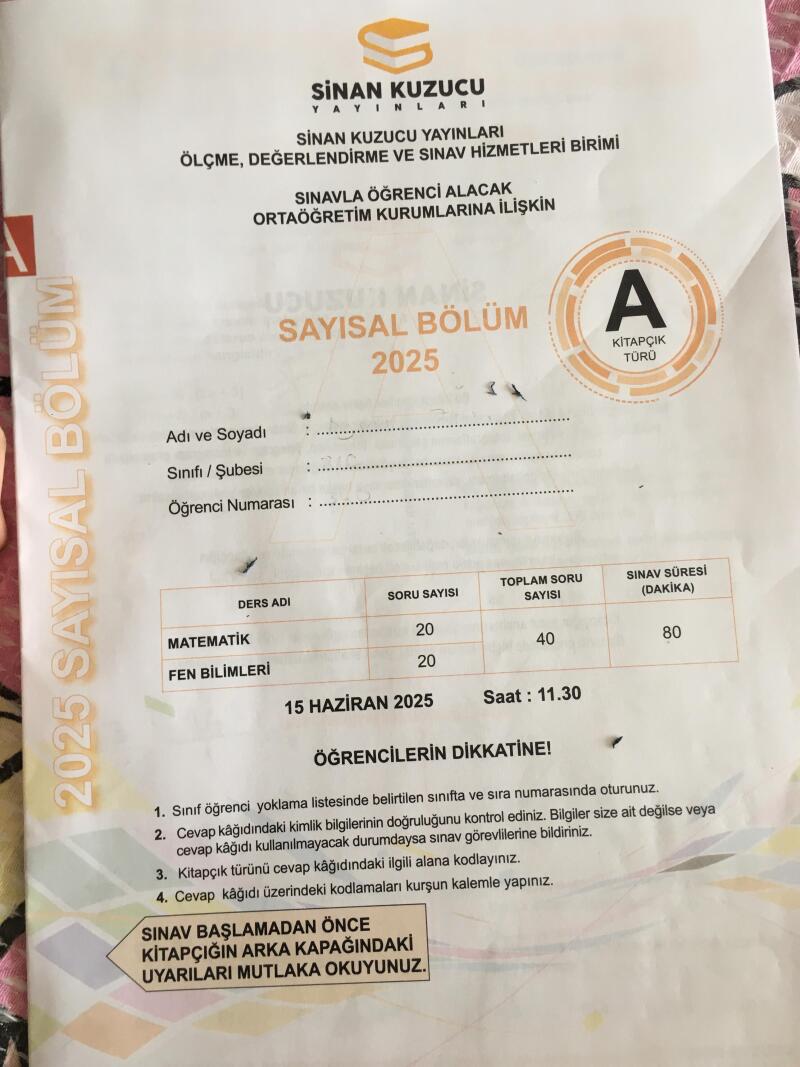 SİNAN KUZUCU
YAYINLARI
SİNAN KUZUCU YAYINLARI
ÖLÇME, DEĞERLENDİRME VE SINAV HİZMETLERİ BİRİMİ
SINAVLA ÖĞRENCİ ALACAK
ORTAÖĞRETİM KURUMLARINA İLİŞKİN
A
2025 SAYISAL BÖLÜM
SAYISAL BÖLÜM
2025
A
KİTAPÇIK
TÜRÜ
Adı ve Soyadı : ..................................................
Sınıfı / Şubesi : ..................................................
Öğrenci Numarası : ..................................................
DERS ADI SORU SAYISI TOPLAM SORU SAYISI SINAV SÜRESİ (DAKİKA)
MATEMATİK 20 40 80
FEN BİLİMLERİ 20
15 HAZİRAN 2025 Saat : 11.30
ÖĞRENCİLERİN DİKKATİNE!
1. Sınıf öğrenci yoklama listesinde belirtilen sınıfta ve sıra numarasında oturunuz.
2. Cevap kâğıdındaki kimlik bilgilerinin doğruluğunu kontrol ediniz. Bilgiler size ait değilse veya
cevap kâğıdı kullanılmayacak durumdaysa sınav görevlilerine bildiriniz.
3. Kitapçık türünü cevap kâğıdındaki ilgili alana kodlayınız.
4. Cevap kâğıdı üzerindeki kodlamaları kurşun kalemle yapınız.
SINAV BAŞLAMADAN ÖNCE
KİTAPÇIĞIN ARKA KAPAĞINDAKİ
UYARILARI MUTLAKA OKUYUNUZ.